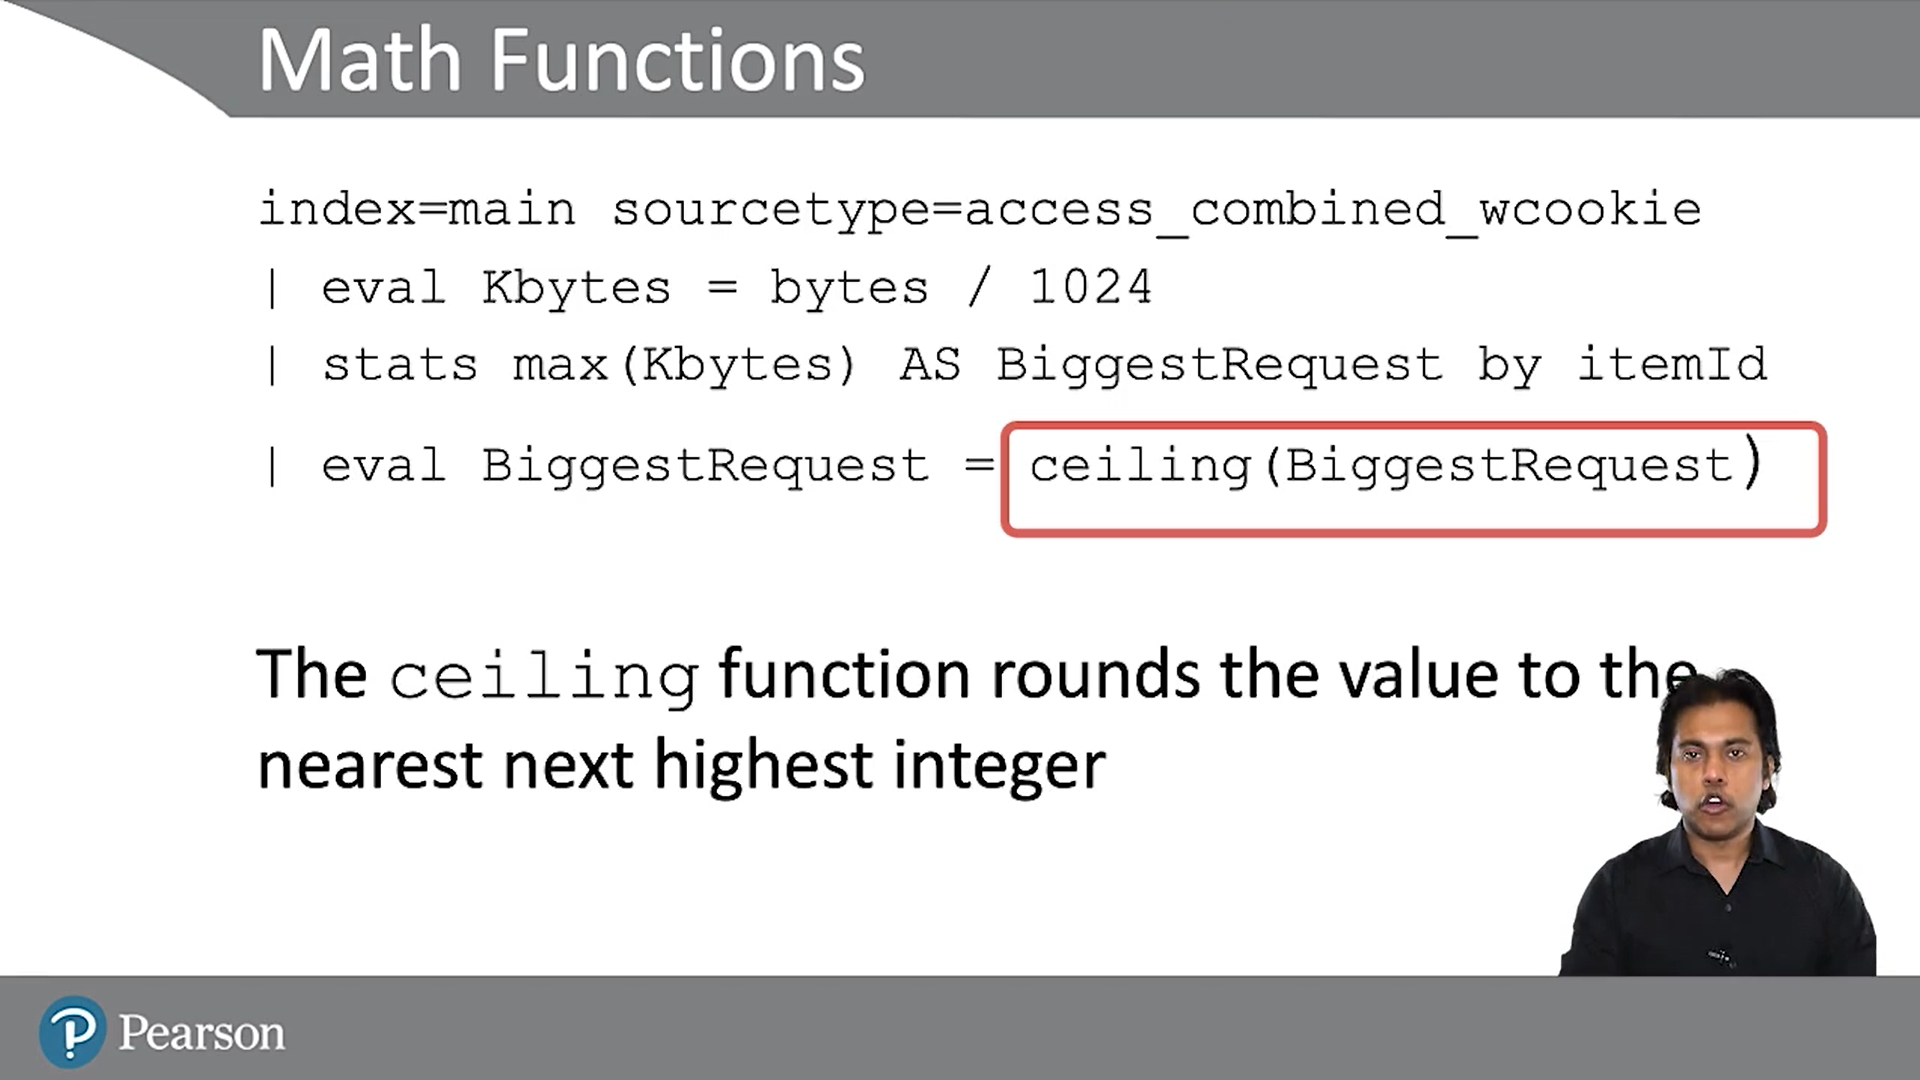 Math Functions
index=main sourcetype=access_combined_wcookie
| eval Kbytes = bytes / 1024
| stats max(Kbytes) AS BiggestRequest by itemId
| eval BiggestRequest = ceiling(BiggestRequest)
The ceiling function rounds the value to the
nearest next highest integer
Pearson